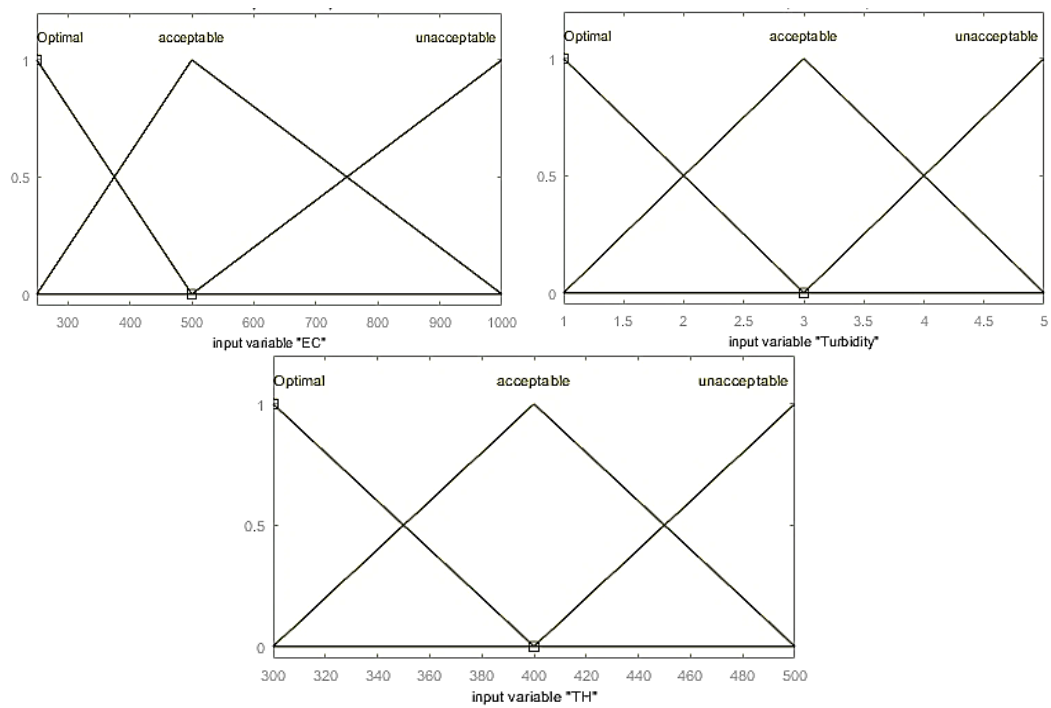 Optimal acceptable unacceptable
1
0.5
0
300 400 500 600 700 800 900 1000
input variable "EC"
Optimal acceptable unacceptable
1
0.5
0
1 1.5 2 2.5 3 3.5 4 4.5 5
input variable "Turbidity"
Optimal acceptable unacceptable
1
0.5
0
300 320 340 360 380 400 420 440 460 480 500
input variable "TH"